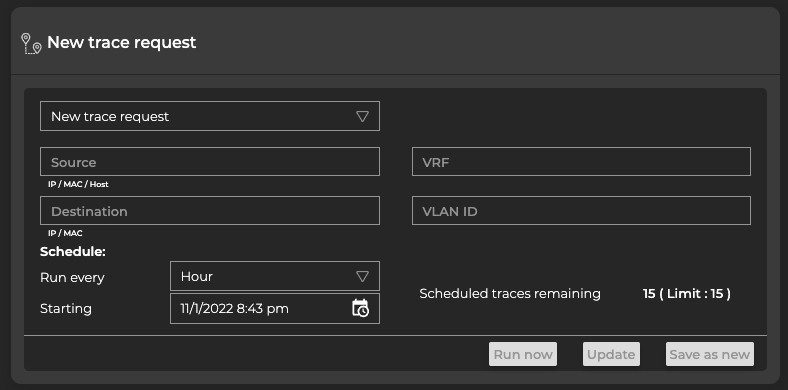 New trace request
New trace request
Source
VRF
IP / MAC / Host
Destination
VLAN ID
IP / MAC
Schedule:
Run every
Hour
Starting
11/1/2022 8:43 pm
Scheduled traces remaining
15 ( Limit : 15 )
Run now
Update
Save as new